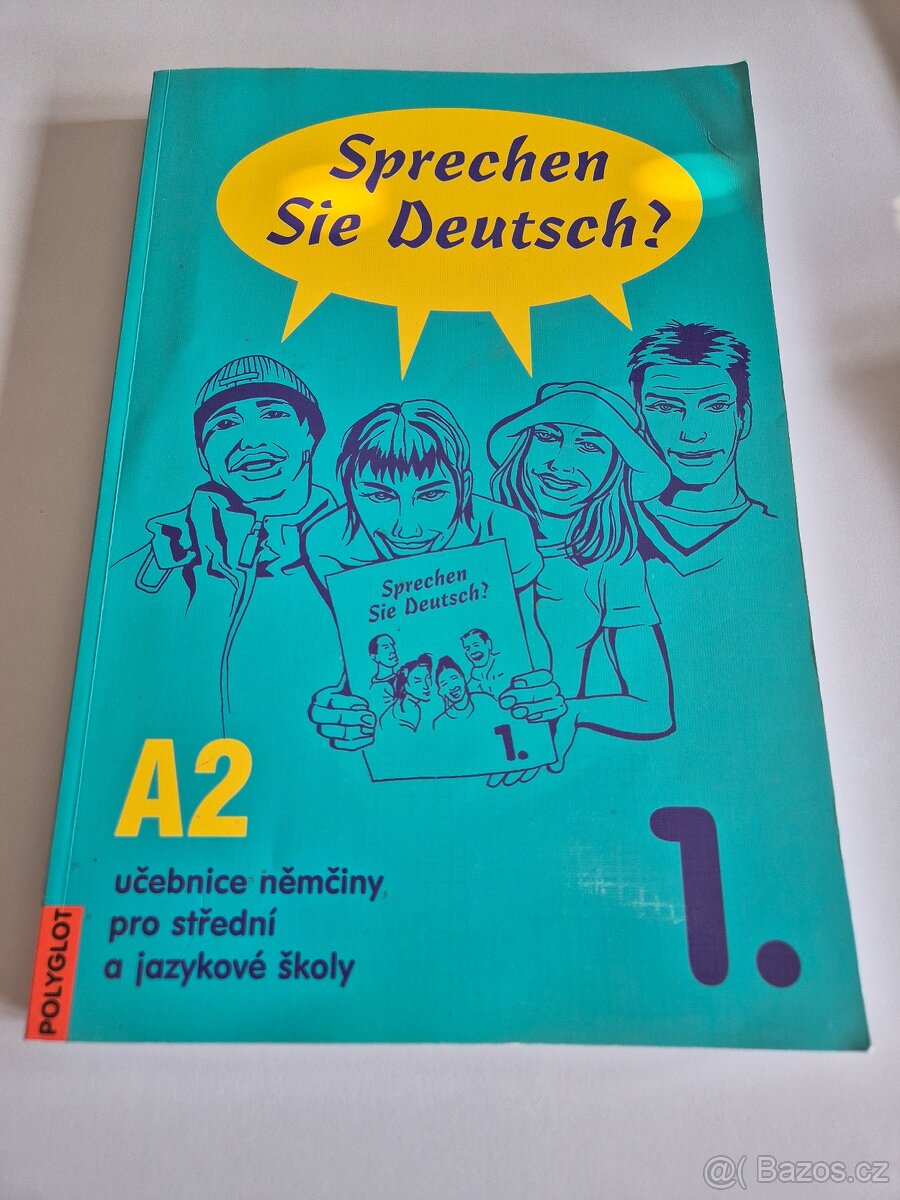 Sprechen
Sie Deutsch?
Sprechen
Sie Deutsch?
1.
A2
učebnice němčiny
pro střední
a jazykové školy
1.
POLYGLOT
@( Bazos.cz